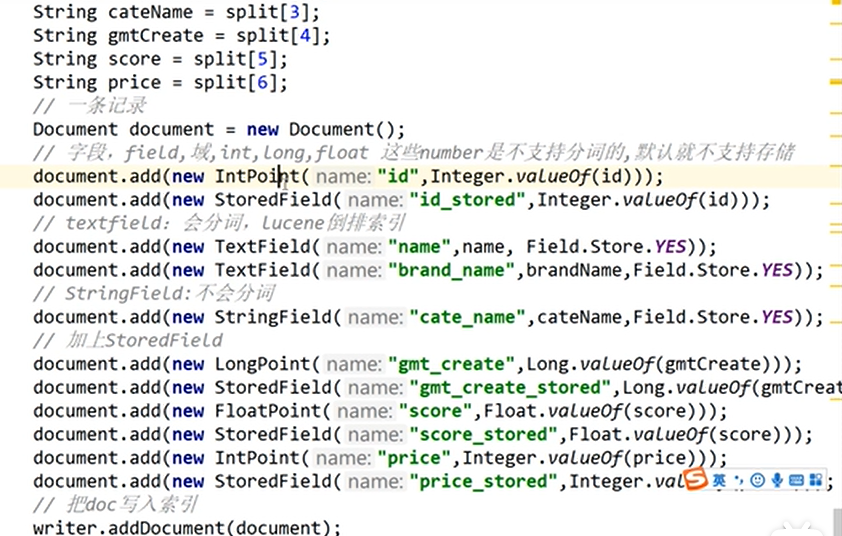 String cateName = split[3];
String gmtCreate = split[4];
String score = split[5];
String price = split[6];
// 一条记录
Document document = new Document();
// 字段，field,域,int,long,float 这些number是不支持分词的,默认就不支持存储
document.add(new IntPoint( name: "id",Integer.valueOf(id)));
document.add(new StoredField( name: "id_stored",Integer.valueOf(id)));
// textfield: 会分词，lucene倒排索引
document.add(new TextField( name: "name",name, Field.Store.YES));
document.add(new TextField( name: "brand_name",brandName,Field.Store.YES));
// StringField:不会分词
document.add(new StringField( name: "cate_name",cateName,Field.Store.YES));
// 加上StoredField
document.add(new LongPoint( name: "gmt_create",Long.valueOf(gmtCreate)));
document.add(new StoredField( name: "gmt_create_stored",Long.valueOf(gmtCreat
document.add(new FloatPoint( name: "score",Float.valueOf(score)));
document.add(new StoredField( name: "score_stored",Float.valueOf(score)));
document.add(new IntPoint( name: "price",Integer.valueOf(price)));
document.add(new StoredField( name: "price_stored",Integer.val
英
// 把doc写入索引
writer.addDocument(document);